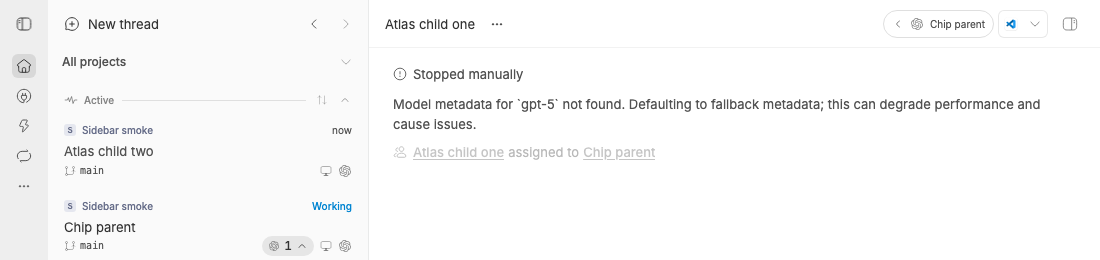 New thread
All projects
Active
S Sidebar smoke now
Atlas child two
main
S Sidebar smoke Working
Chip parent
main 1
Atlas child one
Chip parent
Stopped manually
Model metadata for `gpt-5` not found. Defaulting to fallback metadata; this can degrade performance and
cause issues.
Atlas child one assigned to Chip parent